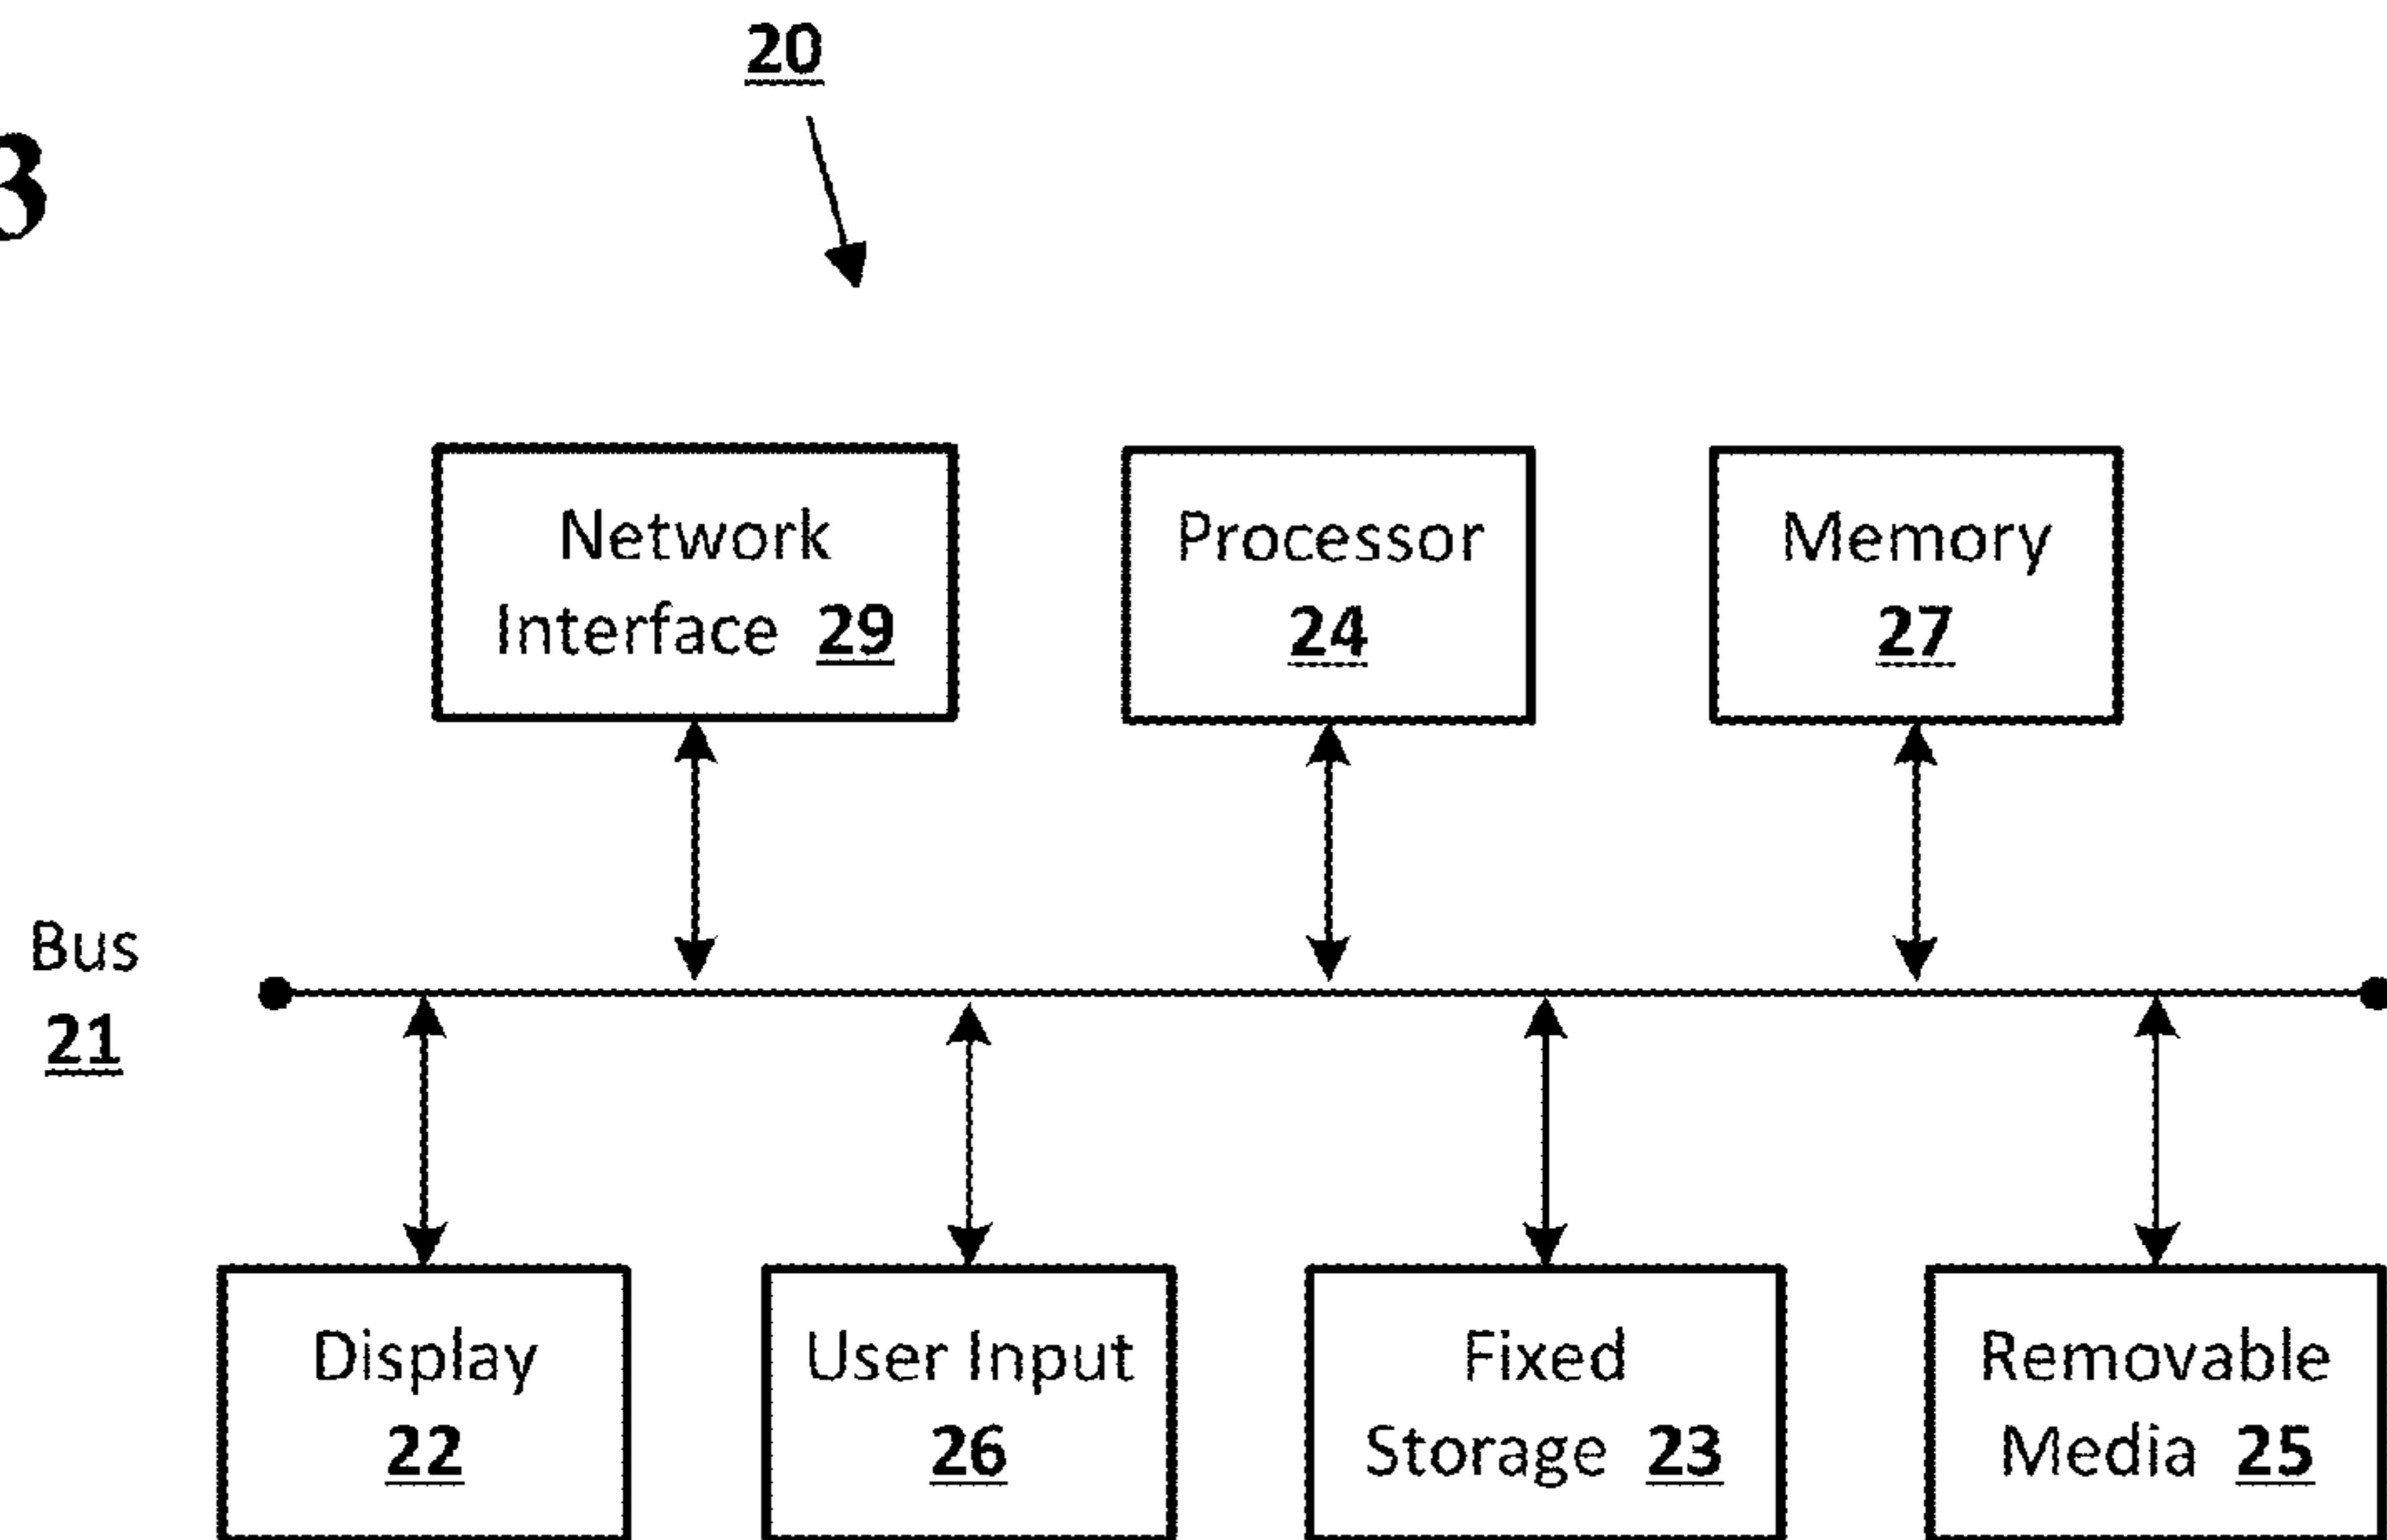 20
3
Network
Interface 29
Processor
24
Memory
27
Bus
21
Display
22
User Input
26
Fixed
Storage 23
Removable
Media 25